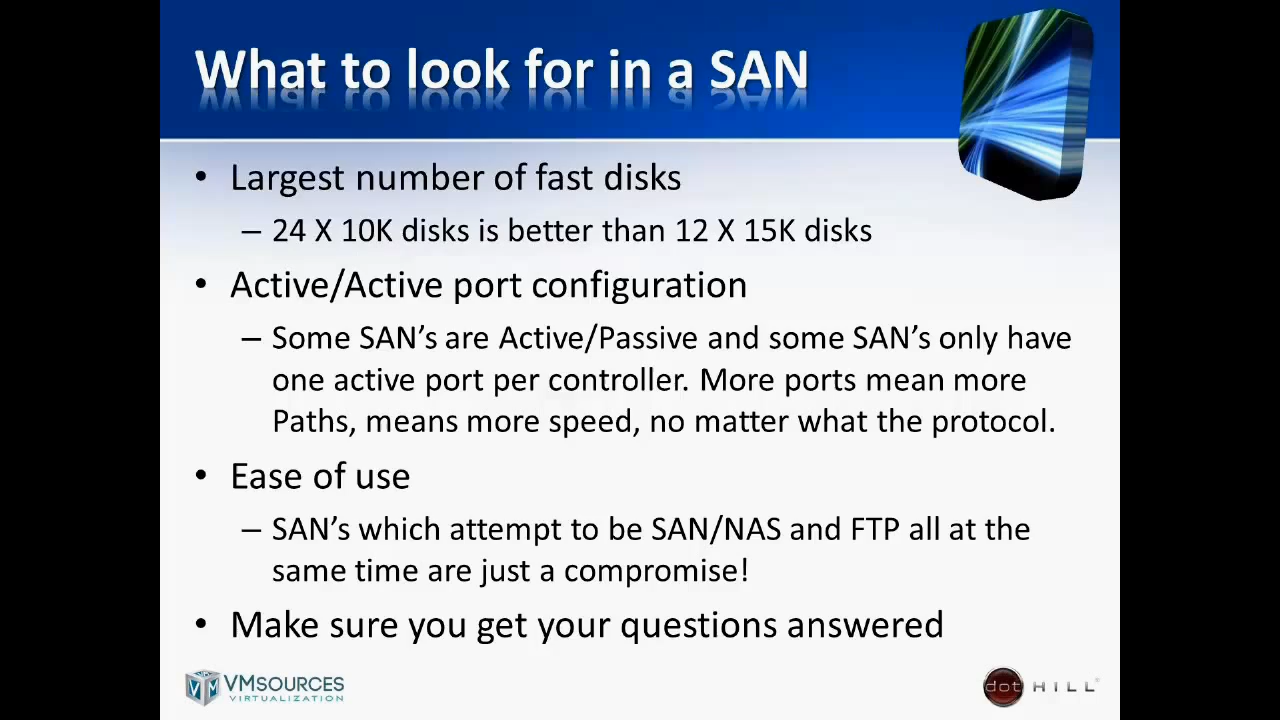 What to look for in a SAN
• Largest number of fast disks
– 24 X 10K disks is better than 12 X 15K disks
• Active/Active port configuration
– Some SAN’s are Active/Passive and some SAN’s only have
one active port per controller. More ports mean more
Paths, means more speed, no matter what the protocol.
• Ease of use
– SAN’s which attempt to be SAN/NAS and FTP all at the
same time are just a compromise!
• Make sure you get your questions answered
VMSOURCES
VIRTUALIZATION
dot HILL